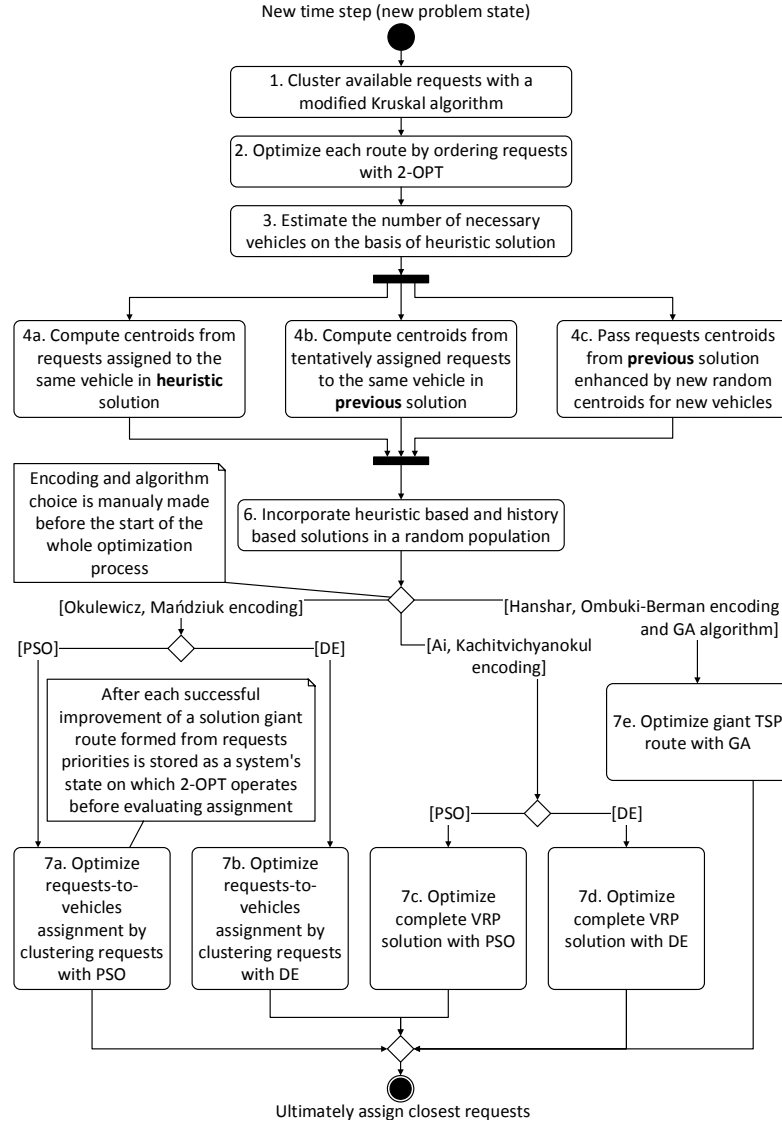 New time step (new problem state)
1. Cluster available requests with a
modified Kruskal algorithm
2. Optimize each route by ordering requests
with 2-OPT
3. Estimate the number of necessary
vehicles on the basis of heuristic solution
4a. Compute centroids from
requests assigned to the
same vehicle in heuristic
solution
4b. Compute centroids from
tentatively assigned requests
to the same vehicle in
previous solution
4c. Pass requests centroids
from previous solution
enhanced by new random
centroids for new vehicles
Encoding and algorithm
choice is manualy made
before the start of the
whole optimization
process
6. Incorporate heuristic based and history
based solutions in a random population
[Okulewicz, Mańdziuk encoding]
[Hanshar, Ombuki-Berman encoding
and GA algorithm]
[Ai, Kachitvichyanokul
encoding]
[PSO]
[DE]
After each successful
improvement of a solution giant
route formed from requests
priorities is stored as a system's
state on which 2-OPT operates
before evaluating assignment
7e. Optimize giant TSP
route with GA
[PSO]
[DE]
7a. Optimize
requests-to-
vehicles
assignment by
clustering requests
with PSO
7b. Optimize
requests-to-
vehicles
assignment by
clustering requests
with DE
7c. Optimize
complete VRP
solution with PSO
7d. Optimize
complete VRP
solution with DE
Ultimately assign closest requests